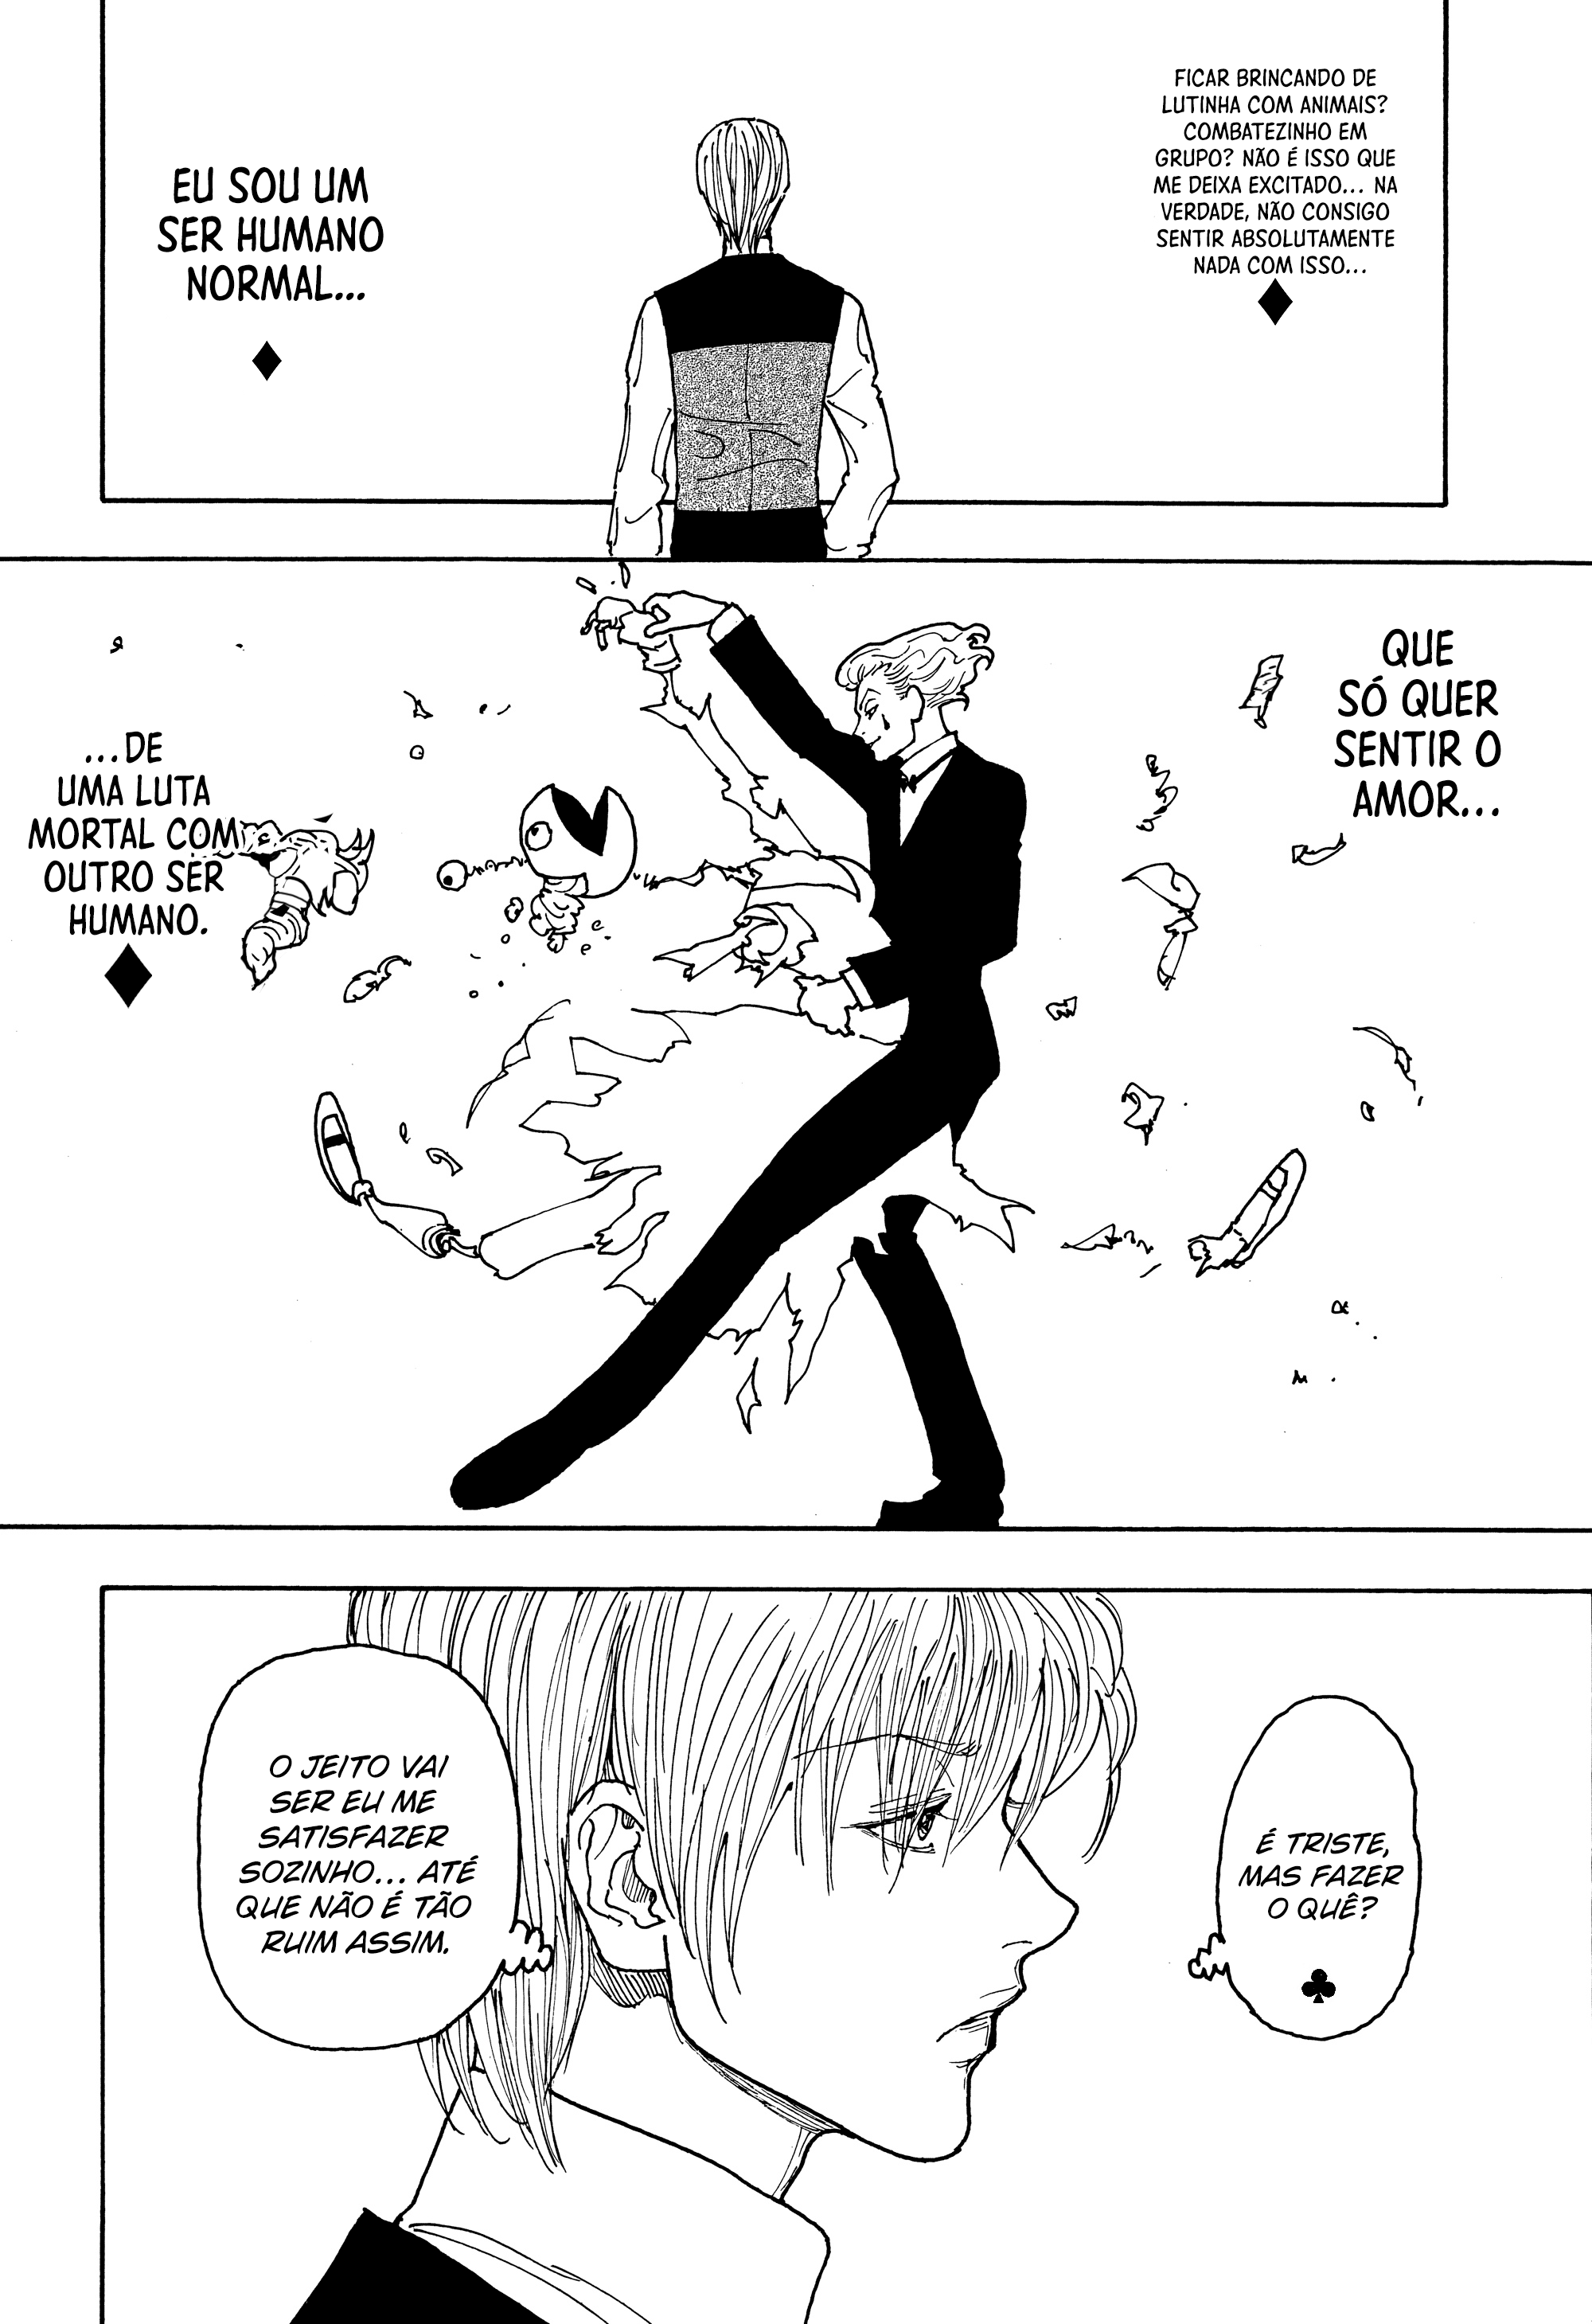 FICAR BRINCANDO DE
LUTINHA COM ANIMAIS?
COMBATEZINHO EM
GRUPO? NÃO É ISSO QUE
ME DEIXA EXCITADO... NA
VERDADE, NÃO CONSIGO
SENTIR ABSOLUTAMENTE
NADA COM ISSO...
EU SOU UM
SER HUMANO
NORMAL...
QUE
SÓ QUER
SENTIR O
AMOR...
...DE
UMA LUTA
MORTAL COM
OUTRO SER
HUMANO.
É TRISTE,
MAS FAZER
O QUÊ?
O JEITO VAI
SER EU ME
SATISFAZER
SOZINHO... ATÉ
QUE NÃO É TÃO
RUIM ASSIM.